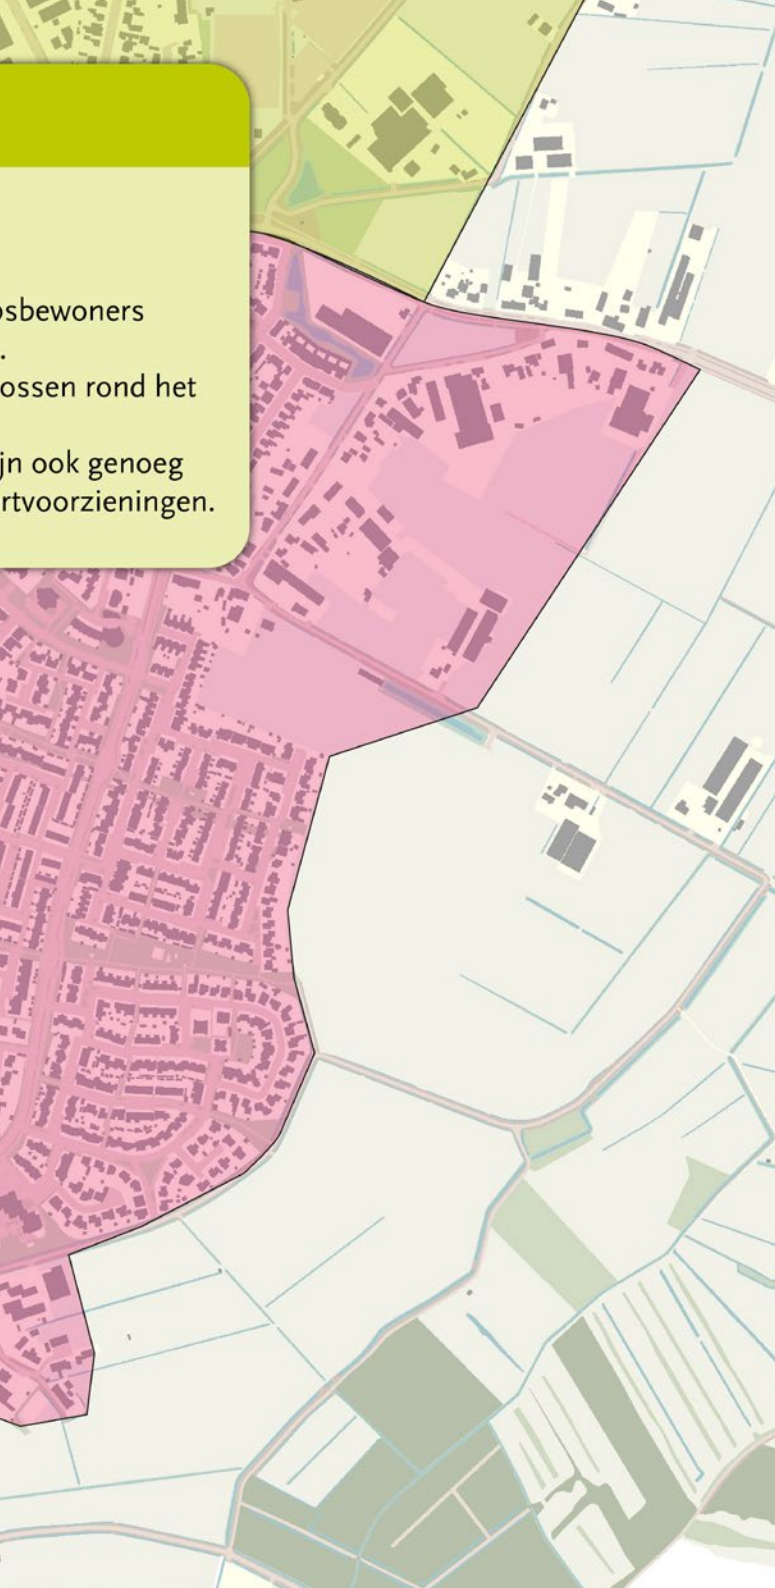 osbewoners
.
ossen rond het
jn ook genoeg
rtvoorzieningen.